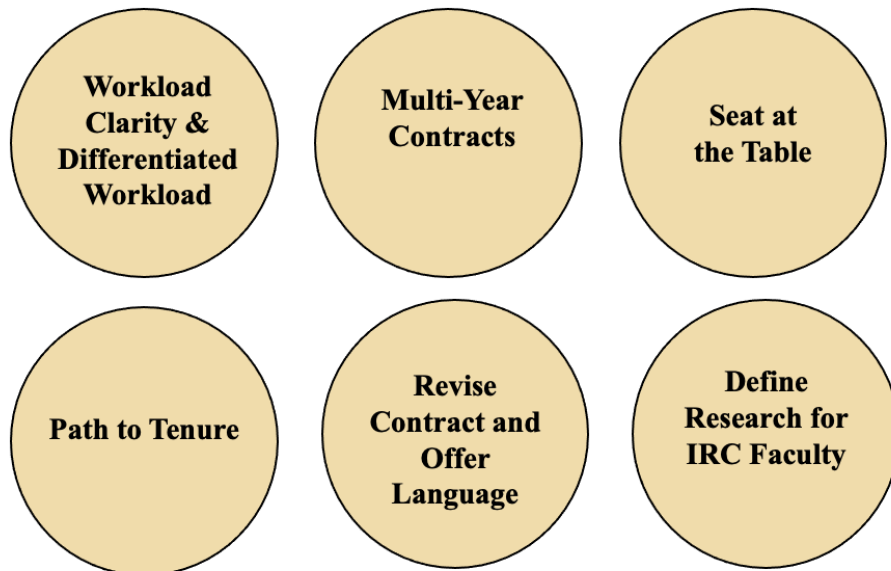 Workload
Clarity &
Differentiated
Workload
Multi-Year
Contracts
Seat at
the Table
Path to Tenure
Revise
Contract and
Offer
Language
Define
Research for
IRC Faculty